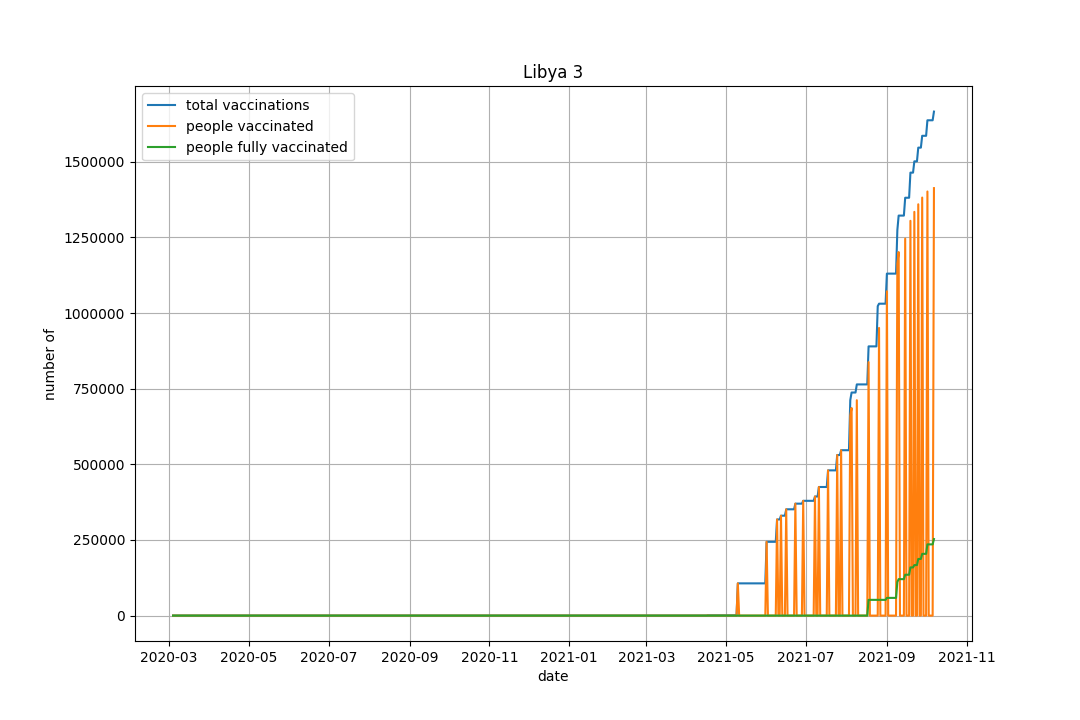 Libya 3
total vaccinations
people vaccinated
people fully vaccinated
1500000
1250000
1000000
750000
500000
250000
0
number of
2020-03 2020-05 2020-07 2020-09 2020-11 2021-01 2021-03 2021-05 2021-07 2021-09 2021-11
date